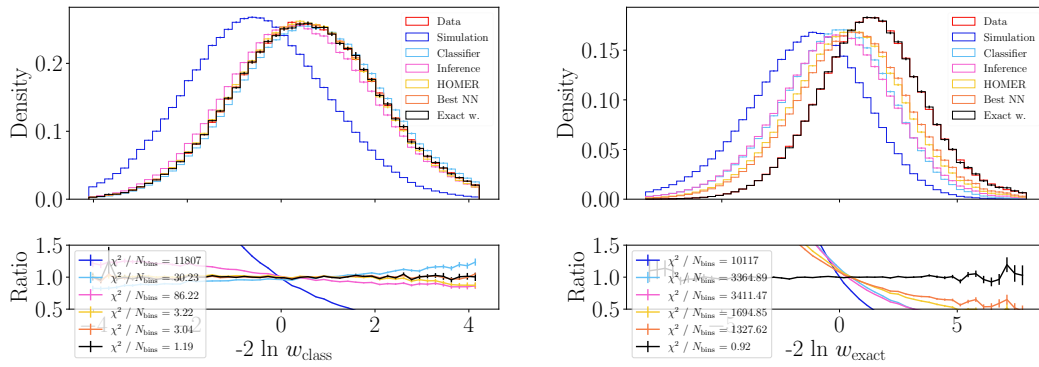 Density
0.2
0.1
0.0
Data
Simulation
Classifier
Inference
HOMER
Best NN
Exact w.
Ratio
1.5
1.0
0.5
χ² / N_bins = 11807
χ² / N_bins = 30.23
χ² / N_bins = 86.22
χ² / N_bins = 3.22
χ² / N_bins = 3.04
χ² / N_bins = 1.19
−4 −2 0 2 4
-2 ln w_class
Density
0.15
0.10
0.05
0.00
Data
Simulation
Classifier
Inference
HOMER
Best NN
Exact w.
Ratio
1.5
1.0
0.5
χ² / N_bins = 10117
χ² / N_bins = 3364.89
χ² / N_bins = 3411.47
χ² / N_bins = 1694.85
χ² / N_bins = 1327.62
χ² / N_bins = 0.92
−5 0 5
-2 ln w_exact